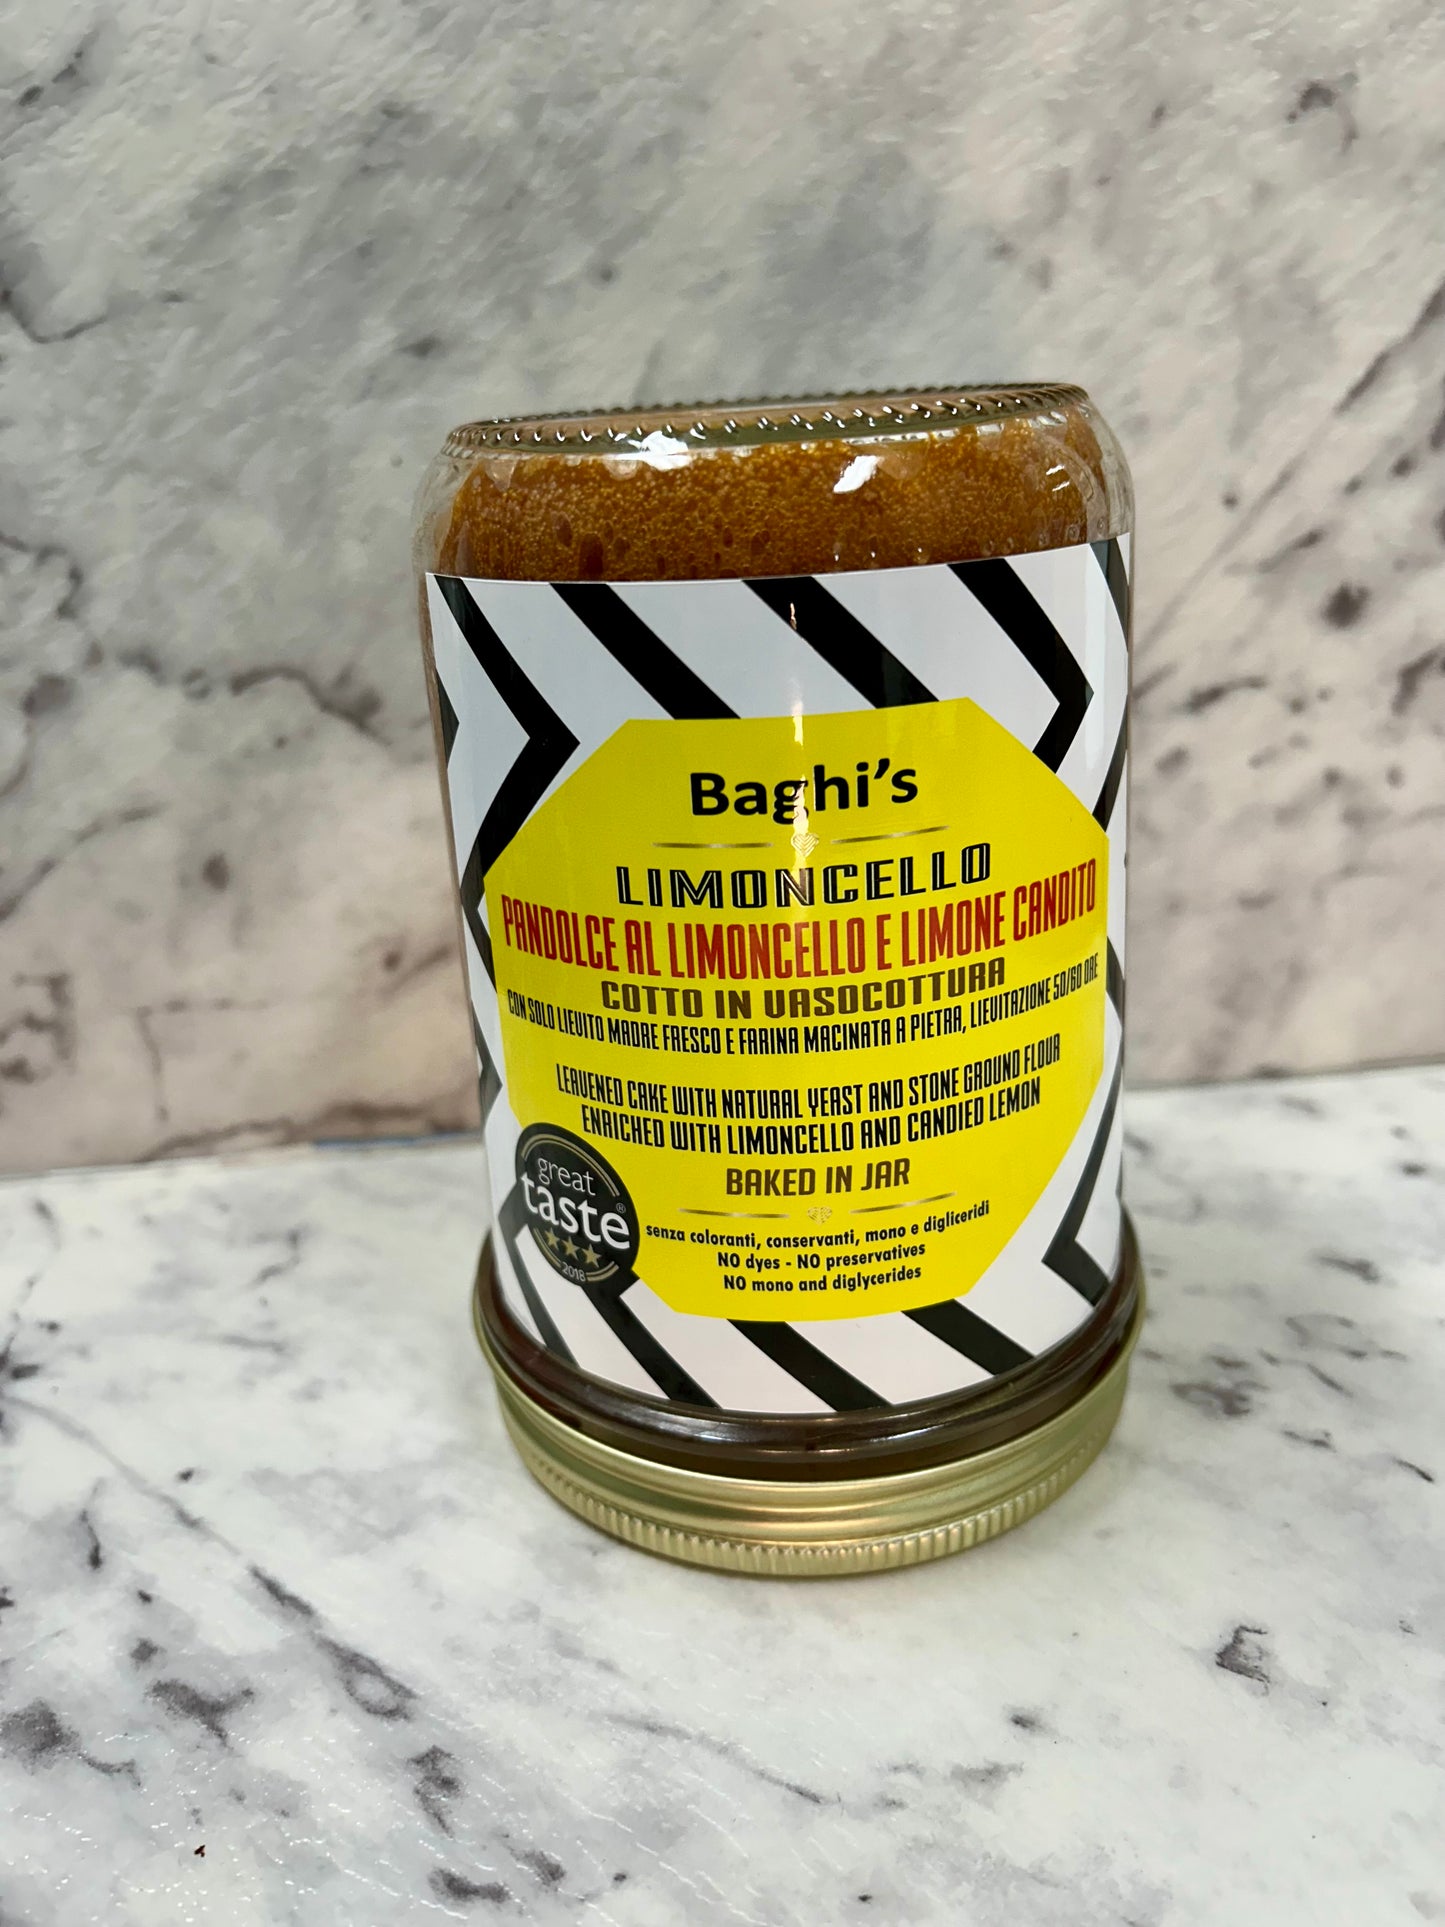 Baghi's
LIMONCELLO
PANDOLCE AL LIMONCELLO E LIMONE CANDITO
COTTO IN VASOCOTTURA
CON SOLO LIEVITO MADRE FRESCO E FARINA MACINATA A PIETRA, LIEVITAZIONE 50/60 ORE
LEAVENED CAKE WITH NATURAL YEAST AND STONE GROUND FLOUR
ENRICHED WITH LIMONCELLO AND CANDIED LEMON
BAKED IN JAR
great
taste®
2018
senza coloranti, conservanti, mono e digliceridi
NO dyes - NO preservatives
NO mono and diglycerides